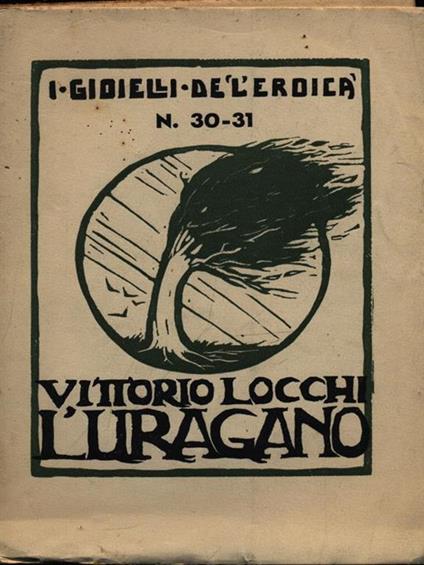 I·GIOIELLI·DE'L'EROICA'
N. 30-31
VITTORIO LOCCHI
L'URAGANO